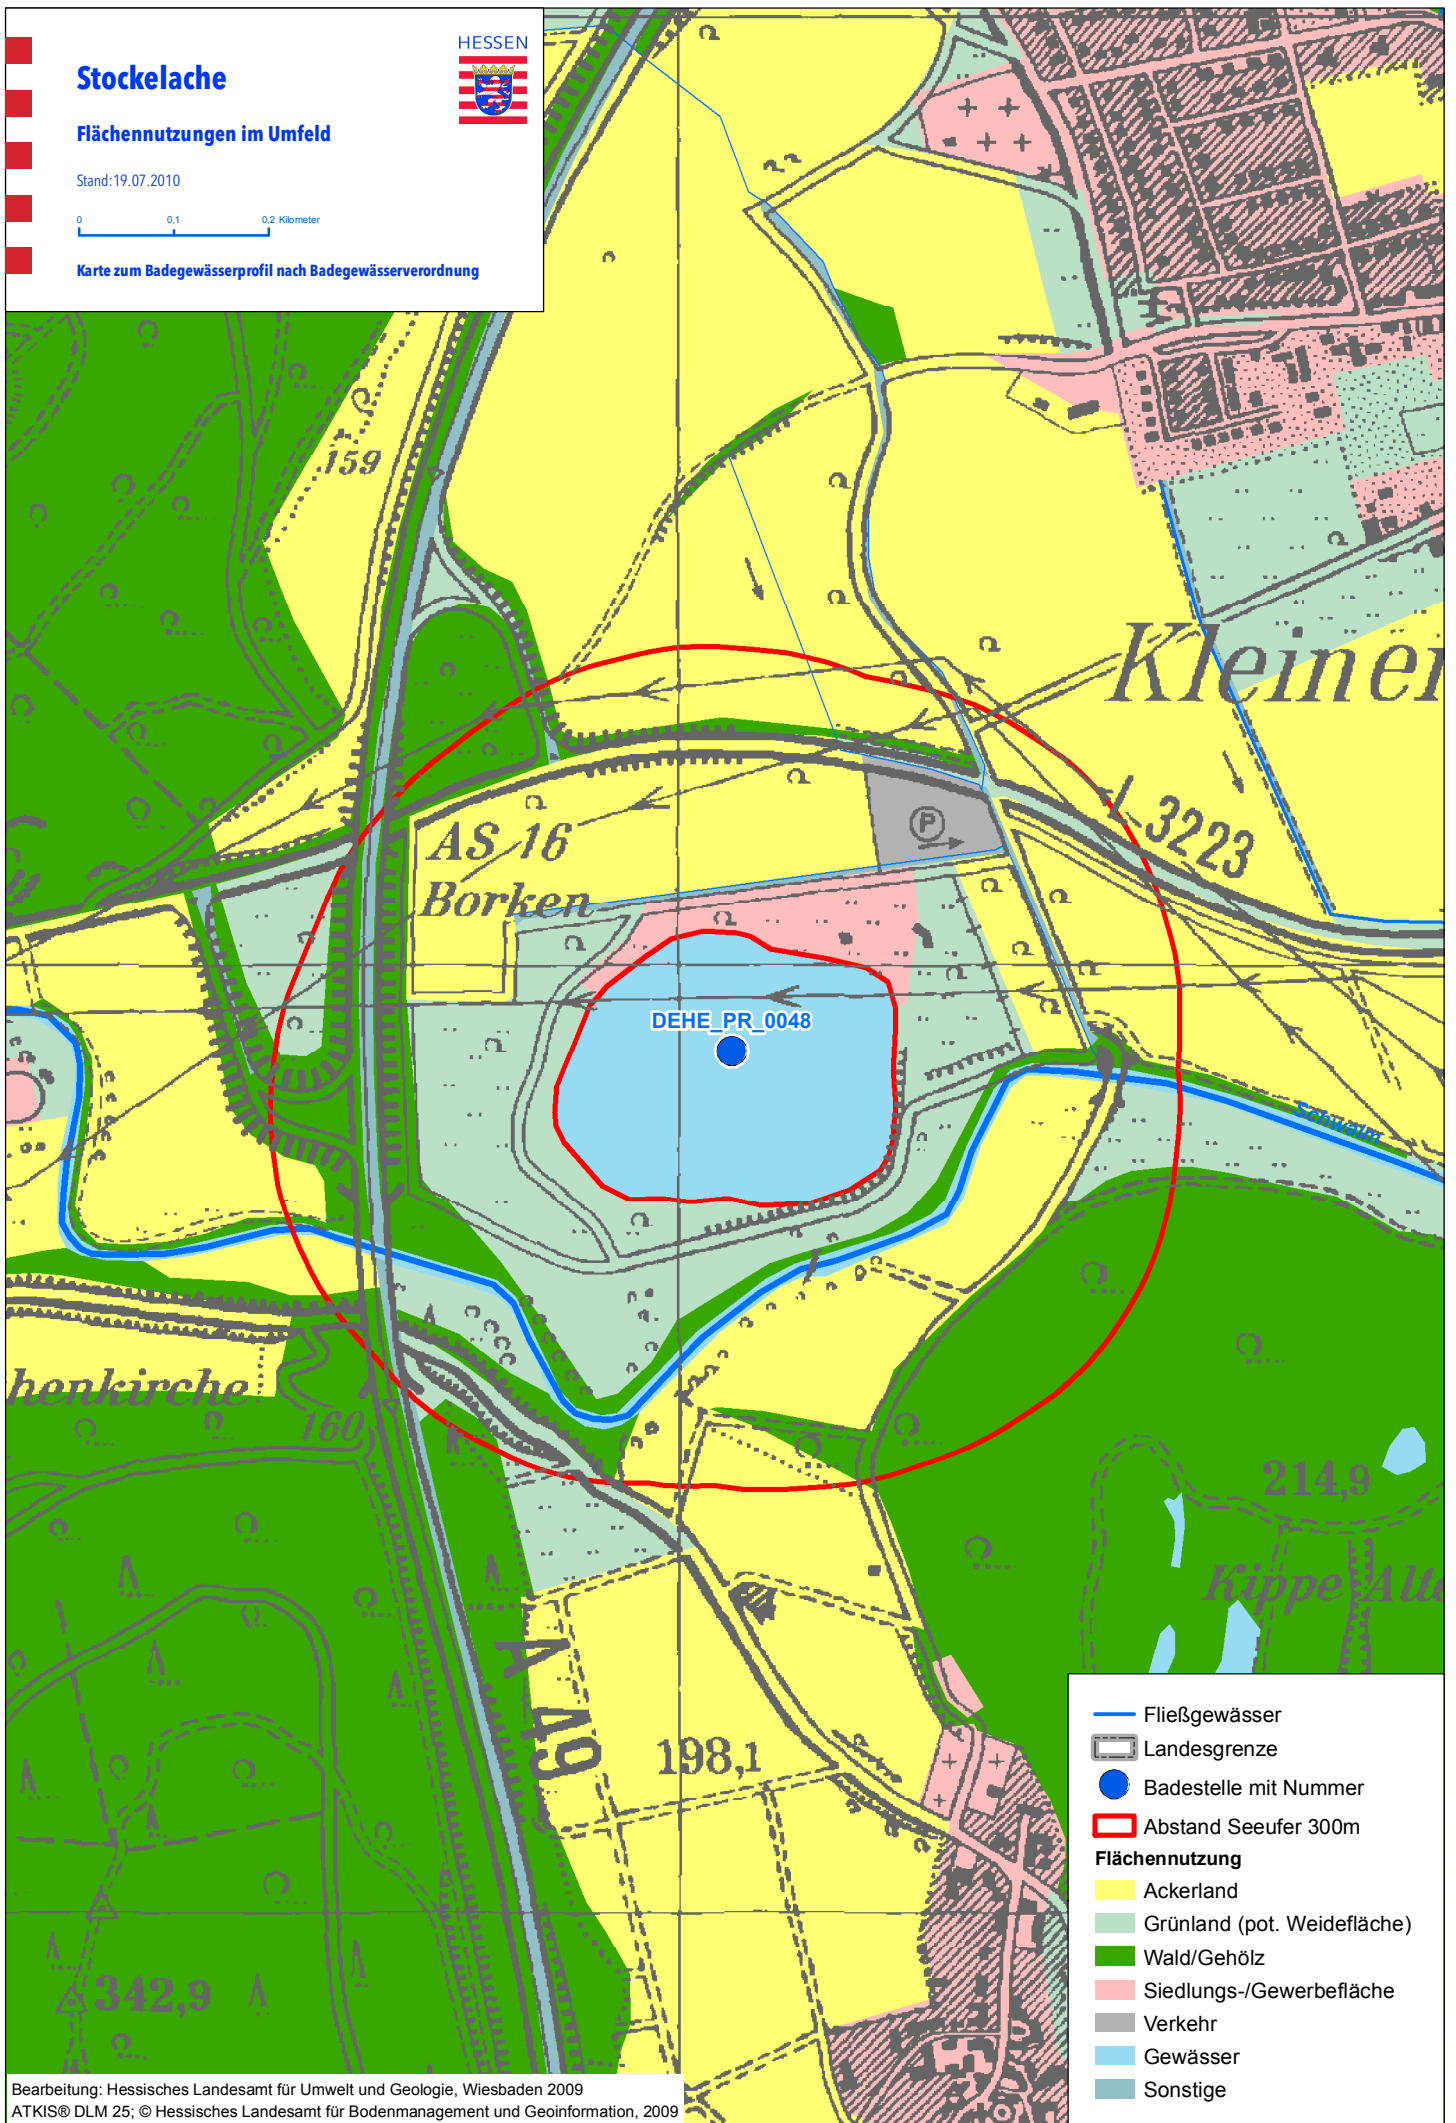 HESSEN
Stockelache
Flächennutzungen im Umfeld
Stand:19.07.2010
0 0,1 0,2 Kilometer
Karte zum Badegewässerprofil nach Badegewässerverordnung
159
Kleiner
L 3223
P
AS 16
Borken
DEHE_PR_0048
Schwalm
henkirche
160
214,9
Kippe Alte
A 49
198,1
342,9
Fließgewässer
Landesgrenze
Badestelle mit Nummer
Abstand Seeufer 300m
Flächennutzung
Ackerland
Grünland (pot. Weidefläche)
Wald/Gehölz
Siedlungs-/Gewerbefläche
Verkehr
Gewässer
Sonstige
Bearbeitung: Hessisches Landesamt für Umwelt und Geologie, Wiesbaden 2009
ATKIS® DLM 25; © Hessisches Landesamt für Bodenmanagement und Geoinformation, 2009